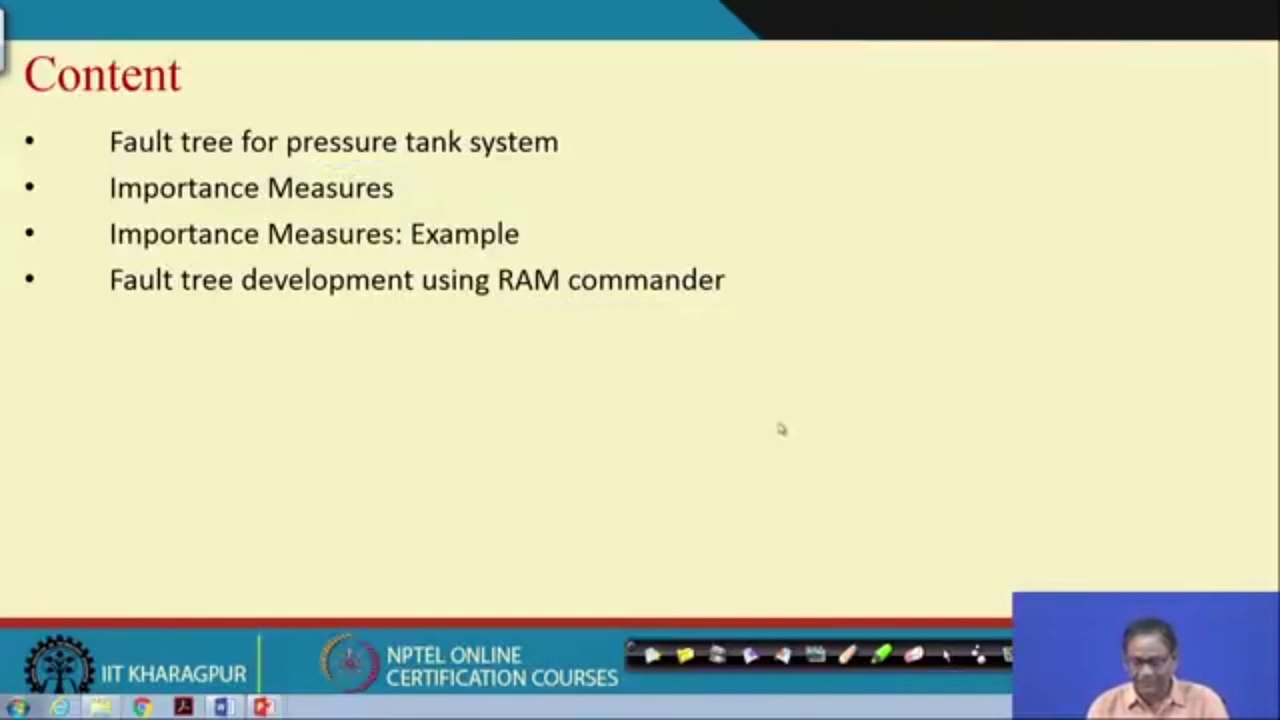 Content
• Fault tree for pressure tank system
• Importance Measures
• Importance Measures: Example
• Fault tree development using RAM commander
IIT KHARAGPUR
NPTEL ONLINE
CERTIFICATION COURSES